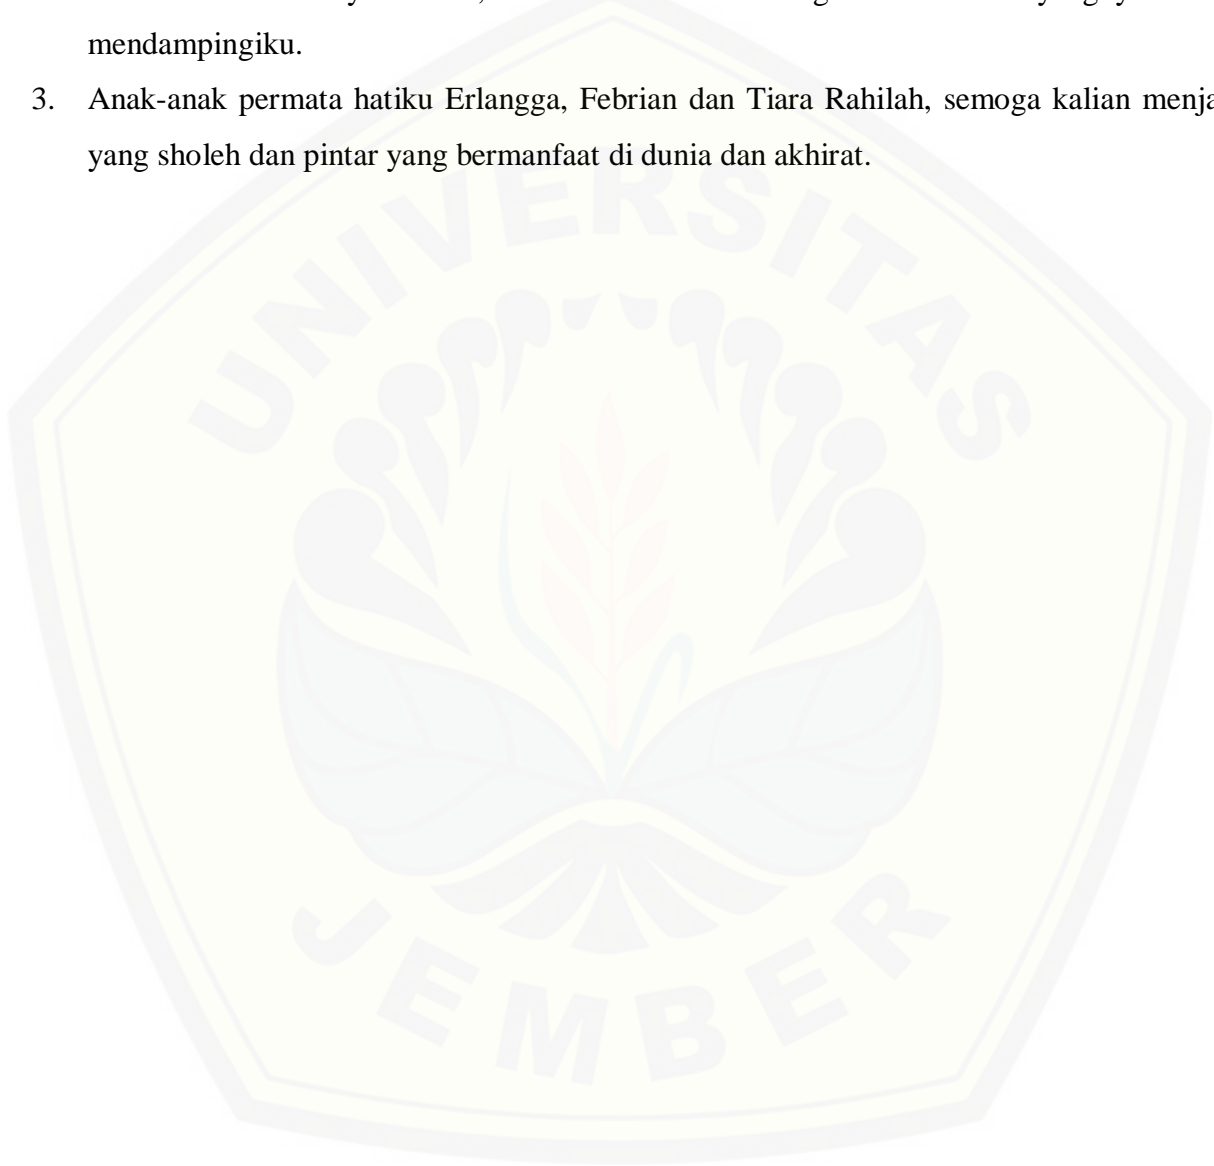 mendampingiku.
3. Anak-anak permata hatiku Erlangga, Febrian dan Tiara Rahilah, semoga kalian
yang sholeh dan pintar yang bermanfaat di dunia dan akhirat.
UNIVERSITAS
JEMBER